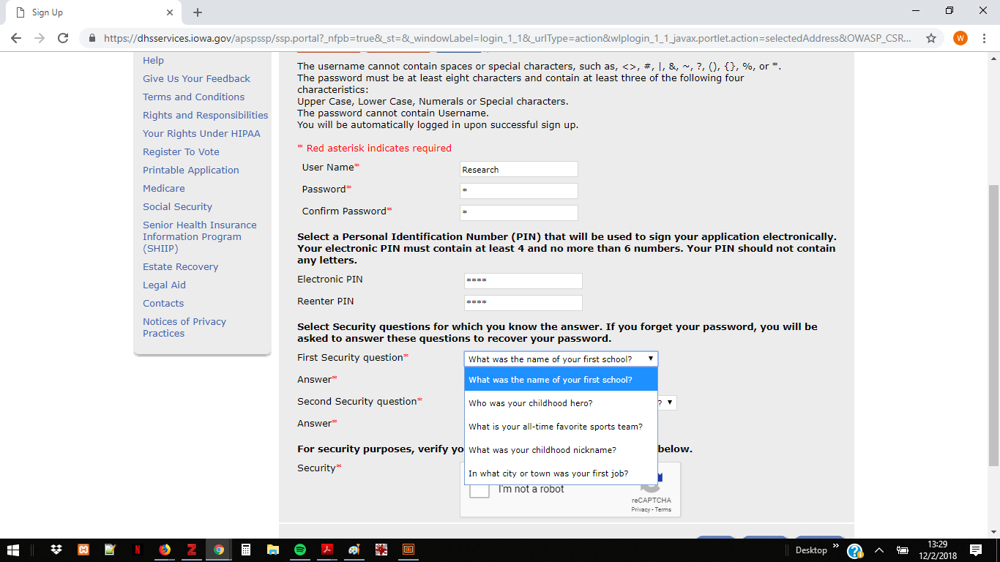 Sign Up
https://dhsservices.iowa.gov/apspssp/ssp.portal?_nfpb=true&_st=&_windowLabel=login_1_1&_urlType=action&wlplogin_1_1_javax.portlet.action=selectedAddress&OWASP_CSR...
W
Help
Give Us Your Feedback
Terms and Conditions
Rights and Responsibilities
Your Rights Under HIPAA
Register To Vote
Printable Application
Medicare
Social Security
Senior Health Insurance
Information Program
(SHIIP)
Estate Recovery
Legal Aid
Contacts
Notices of Privacy
Practices
The username cannot contain spaces or special characters, such as, <>, #, |, &, ~, ?, (), {}, %, or *.
The password must be at least eight characters and contain at least three of the following four
characteristics:
Upper Case, Lower Case, Numerals or Special characters.
The password cannot contain Username.
You will be automatically logged in upon successful sign up.
* Red asterisk indicates required
User Name* Research
Password* *
Confirm Password* *
Select a Personal Identification Number (PIN) that will be used to sign your application electronically.
Your electronic PIN must contain at least 4 and no more than 6 numbers. Your PIN should not contain
any letters.
Electronic PIN ****
Reenter PIN ****
Select Security questions for which you know the answer. If you forget your password, you will be
asked to answer these questions to recover your password.
First Security question* What was the name of your first school?
Answer* What was the name of your first school?
Second Security question* Who was your childhood hero? ?
Answer* What is your all-time favorite sports team?
For security purposes, verify yo What was your childhood nickname? below.
Security* In what city or town was your first job?
I'm not a robot
reCAPTCHA
Privacy - Terms
Desktop
13:29
12/2/2018